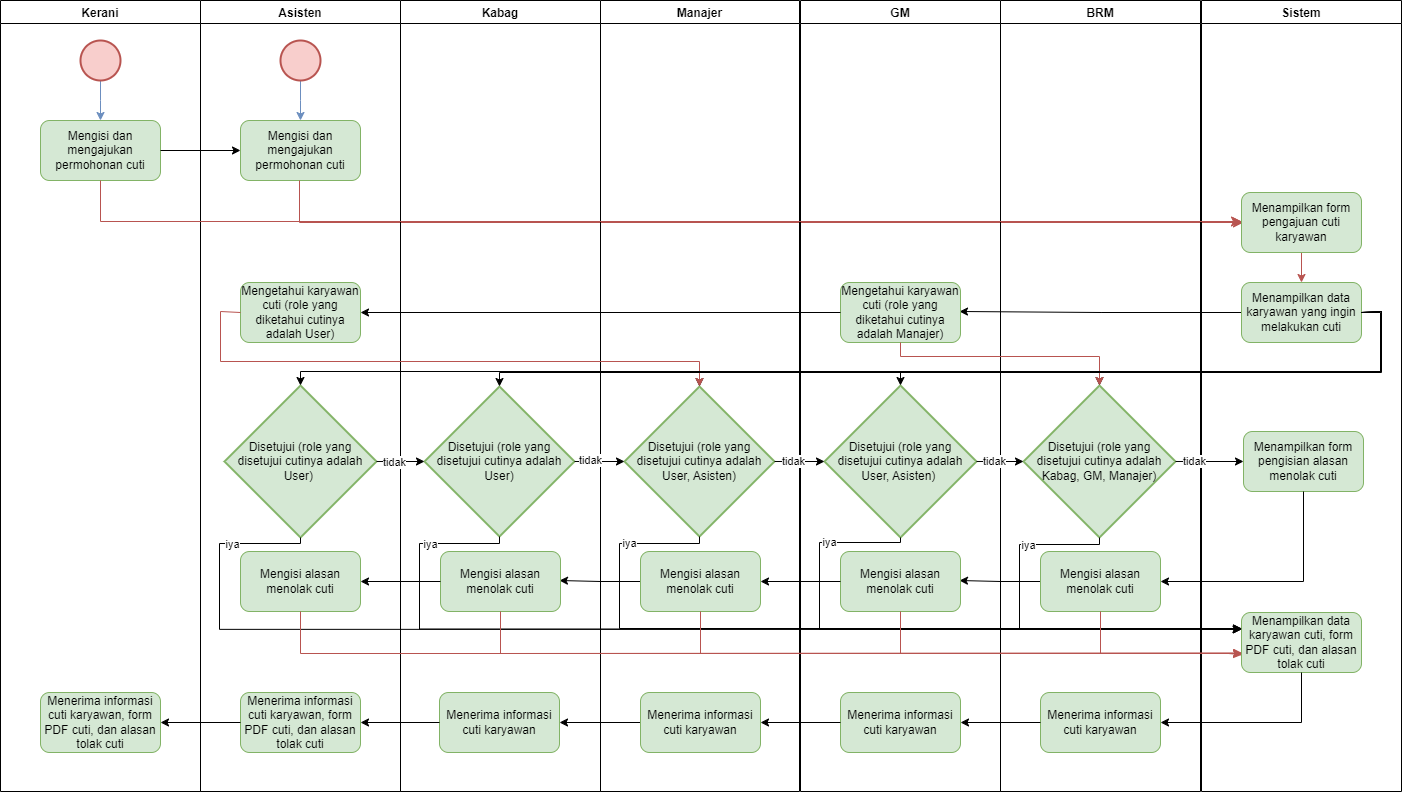 Kerani
Asisten
Kabag
Manajer
GM
BRM
Sistem
Mengisi dan
mengajukan
permohonan cuti
Mengisi dan
mengajukan
permohonan cuti
Menampilkan form
pengajuan cuti
karyawan
Mengetahui karyawan
cuti (role yang
diketahui cutinya
adalah User)
Mengetahui karyawan
cuti (role yang
diketahui cutinya
adalah Manajer)
Menampilkan data
karyawan yang ingin
melakukan cuti
Disetujui (role yang
disetujui cutinya adalah
User)
tidak
Disetujui (role yang
disetujui cutinya adalah
User)
tidak
Disetujui (role yang
disetujui cutinya adalah
User, Asisten)
tidak
Disetujui (role yang
disetujui cutinya adalah
User, Asisten)
tidak
Disetujui (role yang
disetujui cutinya adalah
Kabag, GM, Manajer)
tidak
Menampilkan form
pengisian alasan
menolak cuti
iya
iya
iya
iya
iya
Mengisi alasan
menolak cuti
Mengisi alasan
menolak cuti
Mengisi alasan
menolak cuti
Mengisi alasan
menolak cuti
Mengisi alasan
menolak cuti
Menampilkan data
karyawan cuti, form
PDF cuti, dan alasan
tolak cuti
Menerima informasi
cuti karyawan, form
PDF cuti, dan alasan
tolak cuti
Menerima informasi
cuti karyawan, form
PDF cuti, dan alasan
tolak cuti
Menerima informasi
cuti karyawan
Menerima informasi
cuti karyawan
Menerima informasi
cuti karyawan
Menerima informasi
cuti karyawan